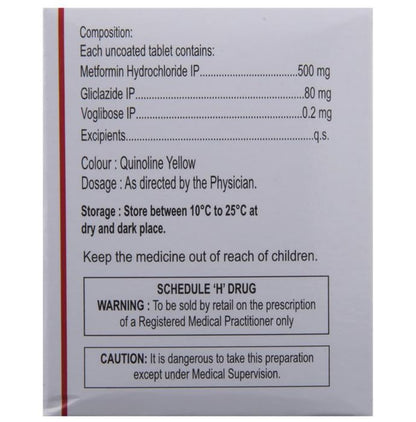 Composition:
Each uncoated tablet contains:
Metformin Hydrochloride IP..........................500 mg
Gliclazide IP.............................................80 mg
Voglibose IP............................................0.2 mg
Excipients..................................................q.s.
Colour : Quinoline Yellow
Dosage : As directed by the Physician.
Storage : Store between 10°C to 25°C at
dry and dark place.
Keep the medicine out of reach of children.
SCHEDULE ‘H’ DRUG
WARNING : To be sold by retail on the prescription
of a Registered Medical Practitioner only
CAUTION: It is dangerous to take this preparation
except under Medical Supervision.